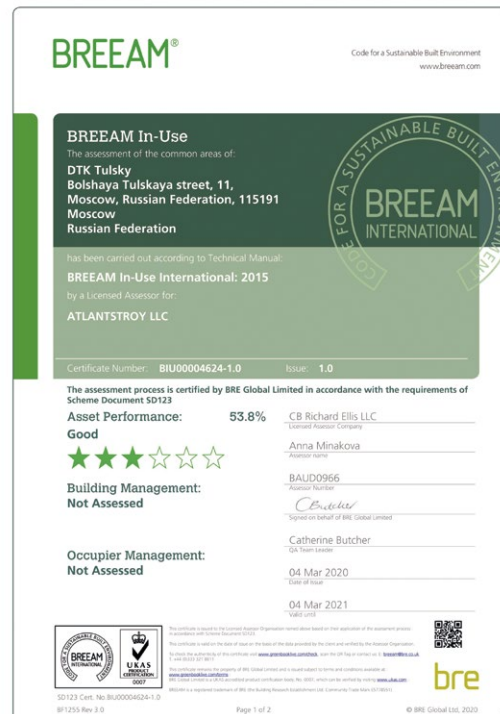 BREEAM®
Code for a Sustainable Built Environment
www.breeam.com
BREEAM In-Use
The assessment of the common areas of:
DTK Tulsky
Bolshaya Tulskaya street, 11,
Moscow, Russian Federation, 115191
Moscow
Russian Federation
CODE FOR A SUSTAINABLE BUILT
BREEAM
INTERNATIONAL
has been carried out according to Technical Manual:
BREEAM In-Use International: 2015
by a Licensed Assessor for:
ATLANTSTROY LLC
Certificate Number: BIU00004624-1.0 Issue: 1.0
The assessment process is certified by BRE Global Limited in accordance with the requirements of
Scheme Document SD123
Asset Performance: 53.8%
Good
Building Management:
Not Assessed
Occupier Management:
Not Assessed
CB Richard Ellis LLC
Licensed Assessor Company
Anna Minakova
Assessor name
BAUD0966
Assessor Number
CButcher
Signed on behalf of BRE Global Limited
Catherine Butcher
QA Team Leader
04 Mar 2020
Date of Issue
04 Mar 2021
Valid until
BREEAM
INTERNATIONAL
UKAS
PRODUCT
CERTIFICATION
0007
bre
SD123 Cert. No.BIU00004624-1.0
BF1255 Rev 3.0
Page 1 of 2
© BRE Global Ltd, 2020